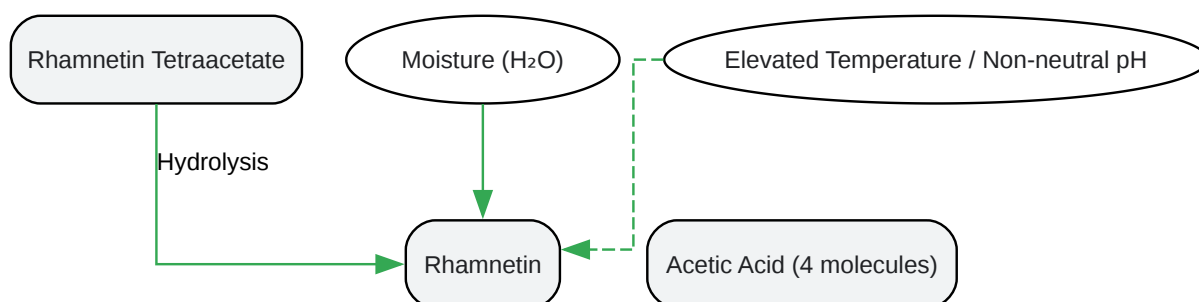 Rhamnetin Tetraacetate
Moisture (H₂O)
Elevated Temperature / Non-neutral pH
Hydrolysis
Rhamnetin
Acetic Acid (4 molecules)